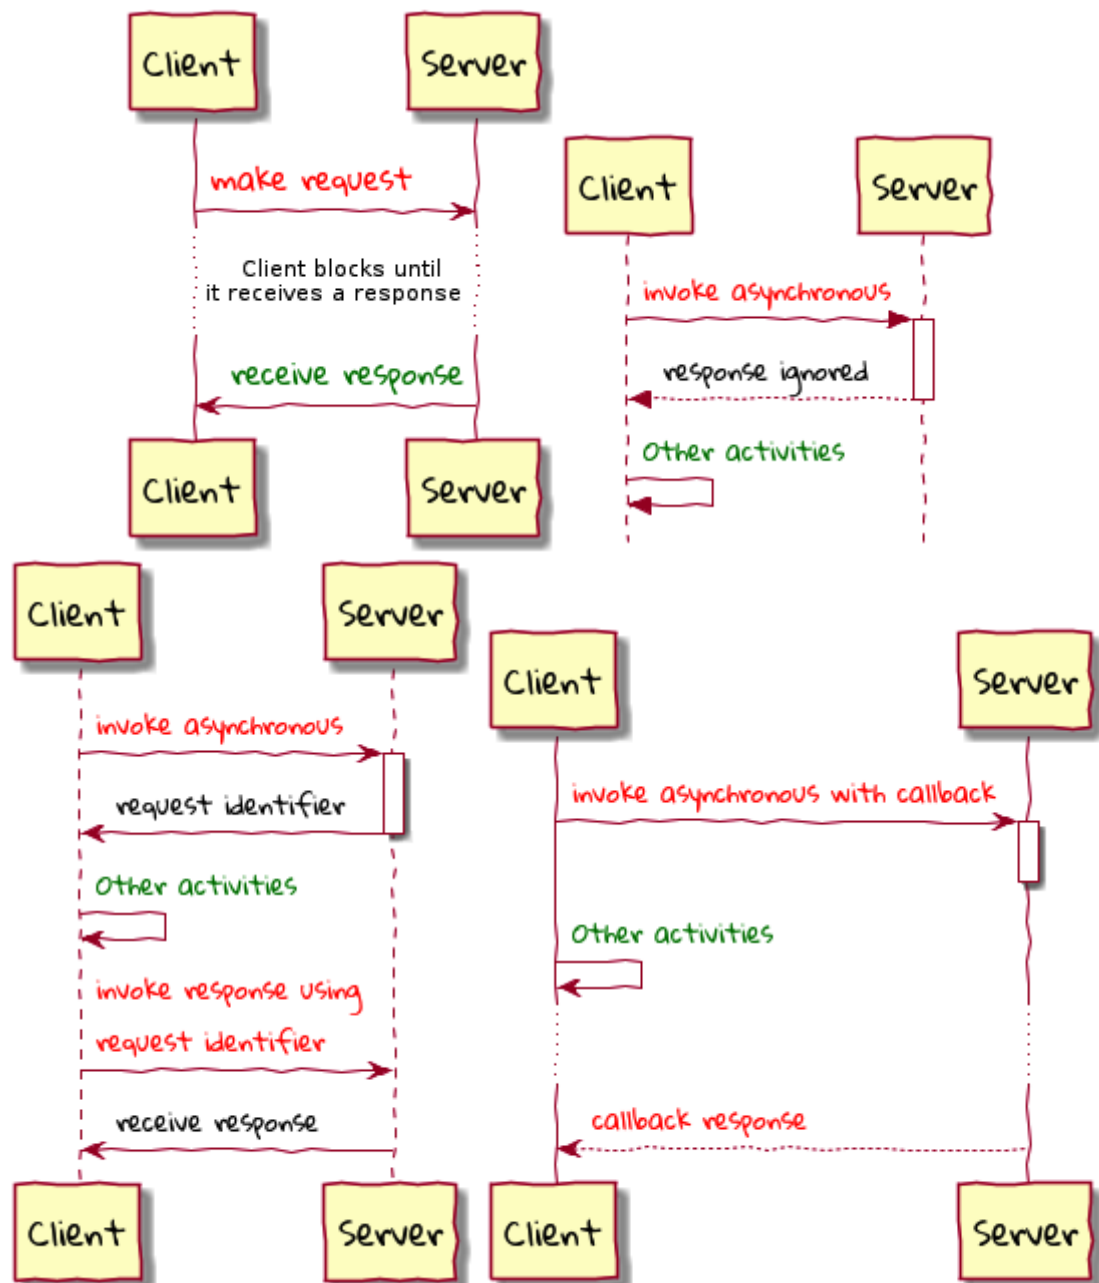 Client
Server
make request
Client blocks until
it receives a response
receive response
Client
Server
Client
Server
invoke asynchronous
response ignored
Other activities
Client
Server
invoke asynchronous
request identifier
Other activities
invoke response using
request identifier
receive response
Client
Server
Client
Server
invoke asynchronous with callback
Other activities
callback response
Client
Server